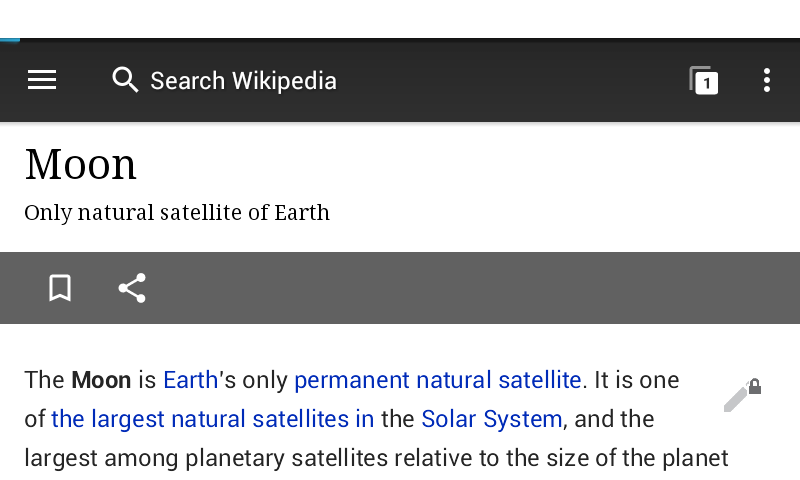 Search Wikipedia
1
Moon
Only natural satellite of Earth
The Moon is Earth's only permanent natural satellite. It is one
of the largest natural satellites in the Solar System, and the
largest among planetary satellites relative to the size of the planet